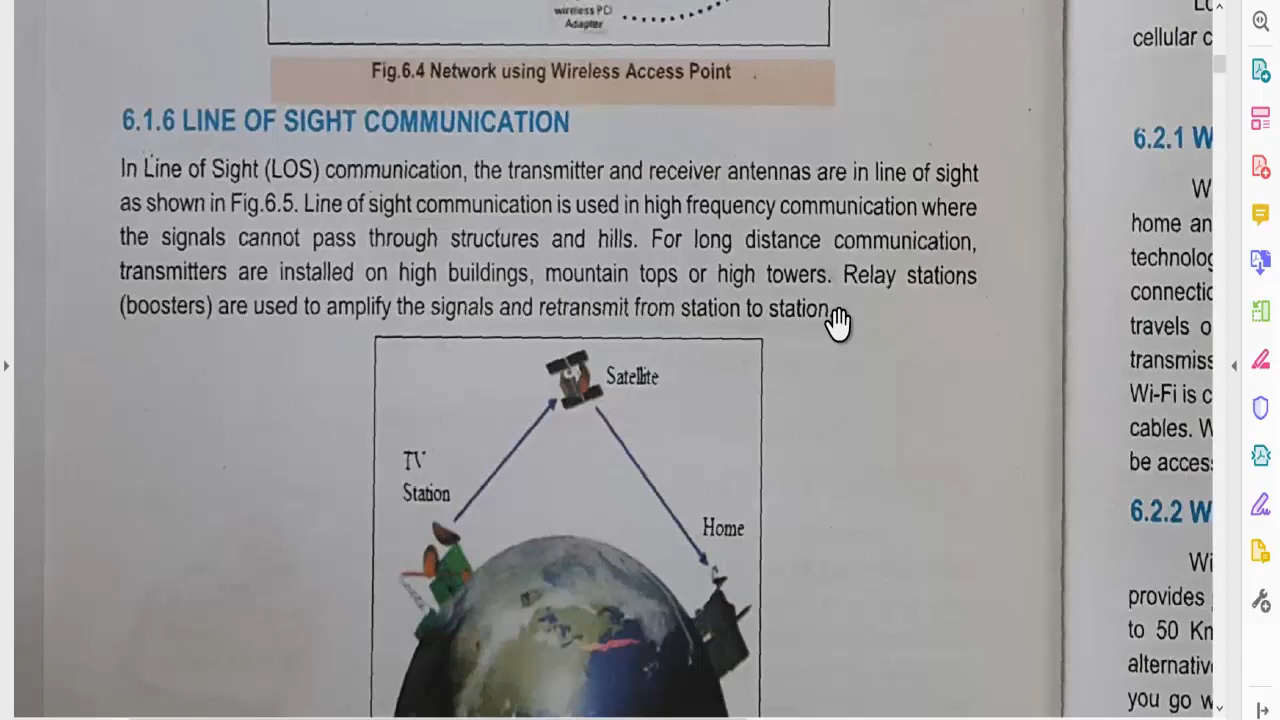 wireless PCI
Adapter
Fig.6.4 Network using Wireless Access Point
6.1.6 LINE OF SIGHT COMMUNICATION
In Line of Sight (LOS) communication, the transmitter and receiver antennas are in line of sight
as shown in Fig.6.5. Line of sight communication is used in high frequency communication where
the signals cannot pass through structures and hills. For long distance communication,
transmitters are installed on high buildings, mountain tops or high towers. Relay stations
(boosters) are used to amplify the signals and retransmit from station to station.
Satellite
TV
Station
Home
cellular c
6.2.1 W
W
home an
technolog
connectio
travels o
transmiss
Wi-Fi is c
cables. W
be access
6.2.2 W
Wi
provides
to 50 Km
alternativ
you go w